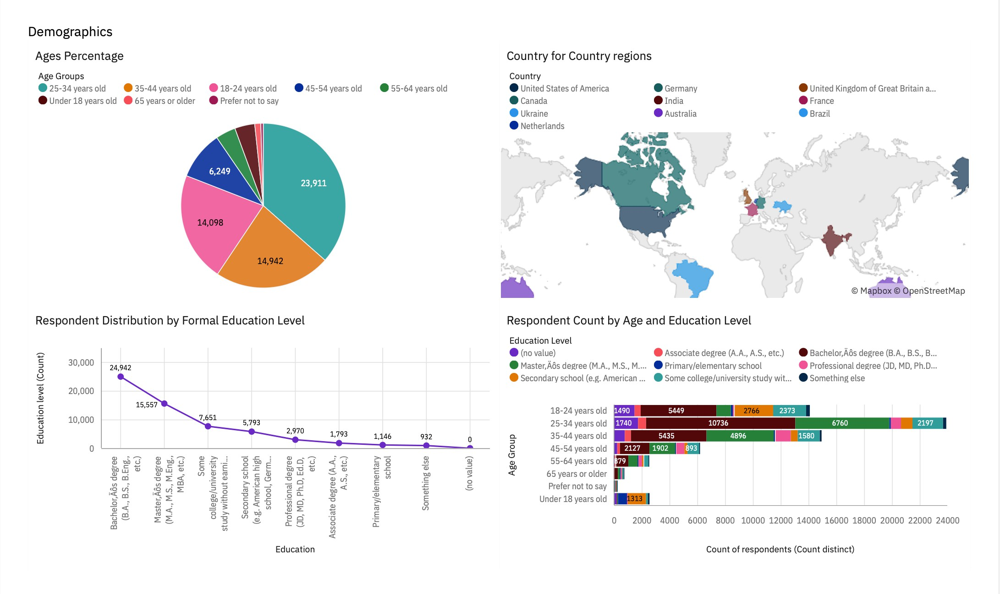 Demographics
Ages Percentage
Age Groups
25-34 years old 35-44 years old 18-24 years old 45-54 years old 55-64 years old
Under 18 years old 65 years or older Prefer not to say
23,911
6,249
14,098
14,942
Country for Country regions
Country
United States of America Germany United Kingdom of Great Britain a...
Canada India France
Ukraine Australia Brazil
Netherlands
© Mapbox © OpenStreetMap
Respondent Distribution by Formal Education Level
Education level (Count)
30,000
20,000
10,000
0
24,942
15,557
7,651
5,793
2,970
1,793
1,146
932
0
Bachelor‚Äôs degree
(B.A., B.S., B.Eng.,
etc.)
Master‚Äôs degree
(M.A., M.S., M.Eng.,
MBA, etc.)
Some
college/university
study without earni...
Secondary school
(e.g. American high
school, Germ...
Professional degree
(JD, MD, Ph.D, Ed.D,
etc.)
Associate degree (A.A.,
A.S., etc.)
Primary/elementary
school
Something else
(no value)
Education
Respondent Count by Age and Education Level
Education Level
(no value) Associate degree (A.A., A.S., etc.) Bachelor‚Äôs degree (B.A., B.S., B...
Master‚Äôs degree (M.A., M.S., M.... Primary/elementary school Professional degree (JD, MD, Ph.D...
Secondary school (e.g. American ... Some college/university study wit... Something else
Age Group
18-24 years old 1490 5449 2766 2373
25-34 years old 1740 10736 6760 2197
35-44 years old 5435 4896 1580
45-54 years old 2127 1902 893
55-64 years old 879
65 years or older
Prefer not to say
Under 18 years old 1313
0 2000 4000 6000 8000 10000 12000 14000 16000 18000 20000 22000 24000
Count of respondents (Count distinct)